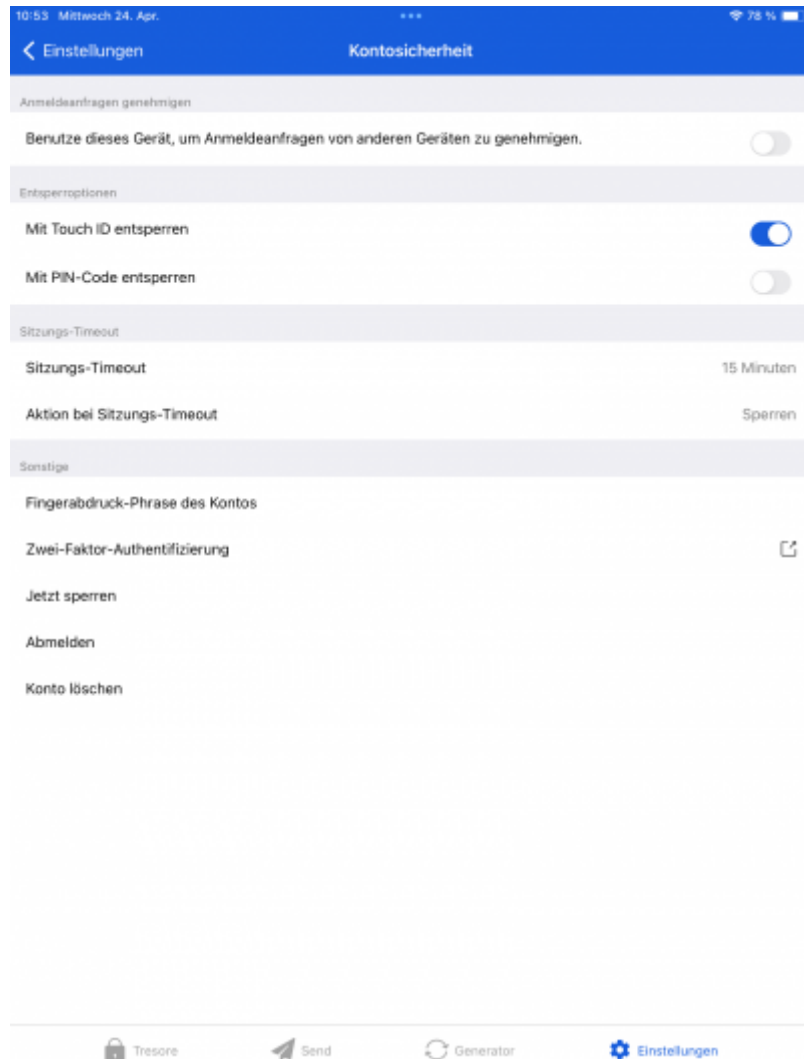 10:53 Mittwoch 24. Apr.
78 %
Einstellungen
Kontosicherheit
Anmeldeanfragen genehmigen
Benutze dieses Gerät, um Anmeldeanfragen von anderen Geräten zu genehmigen.
Entsperroptionen
Mit Touch ID entsperren
Mit PIN-Code entsperren
Sitzungs-Timeout
Sitzungs-Timeout 15 Minuten
Aktion bei Sitzungs-Timeout Sperren
Sonstige
Fingerabdruck-Phrase des Kontos
Zwei-Faktor-Authentifizierung
Jetzt sperren
Abmelden
Konto löschen
Tresore Send Generator Einstellungen